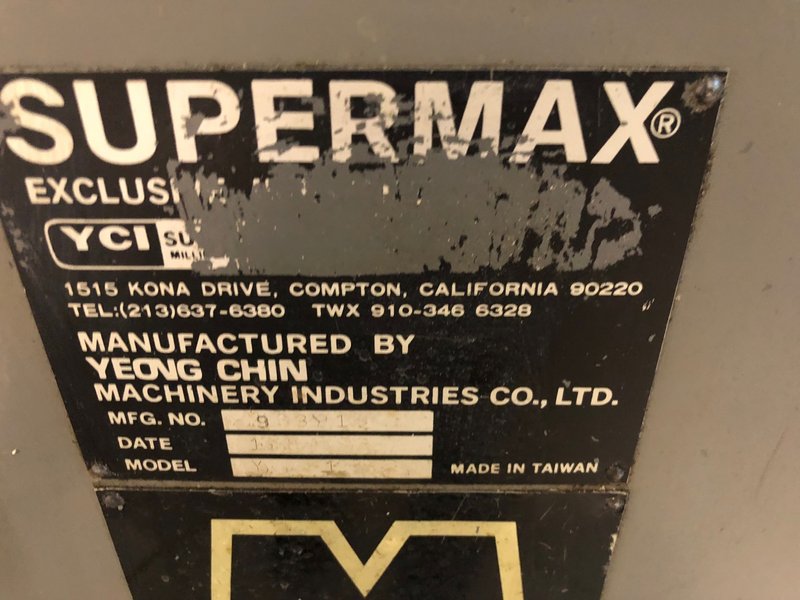 SUPERMAX®
YCI
1515 KONA DRIVE, COMPTON, CALIFORNIA 90220
TEL:(213)637-6380 TWX 910-346 6328
MANUFACTURED BY
YEONG CHIN
MACHINERY INDUSTRIES CO., LTD.
MFG. NO.
DATE
MODEL
MADE IN TAIWAN